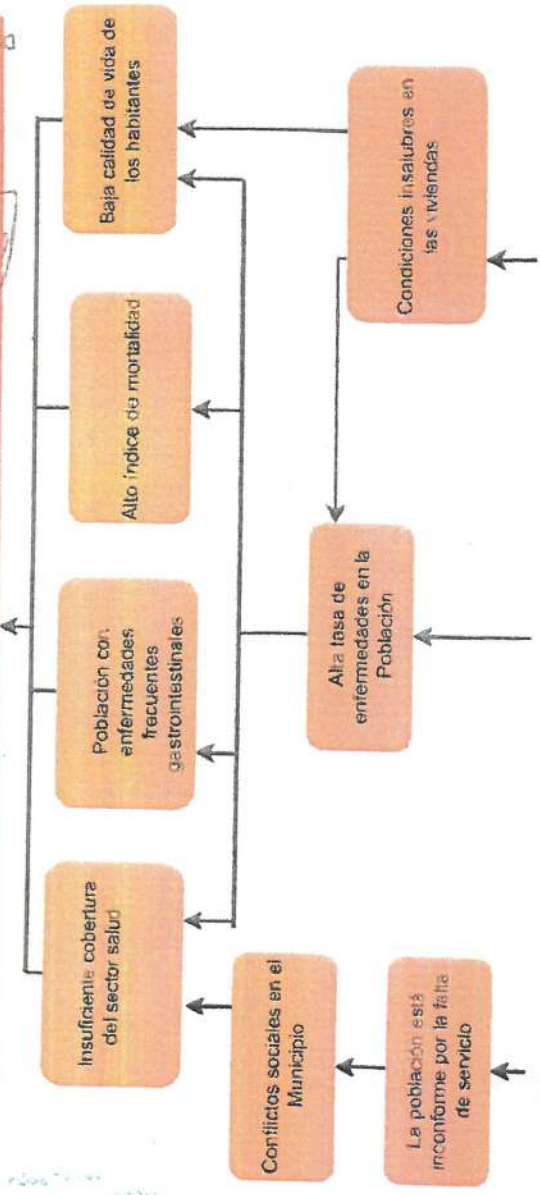 Insuficiente cobertura
del sector salud
Población con
enfermedades
frecuentes
gastrointestinales
Alto índice de mortalidad
Baja calidad de vida de
los habitantes
Conflictos sociales en el
Municipio
Alta tasa de
enfermedades en la
Población
Condiciones insalubres en
las viviendas
La población está
inconforme por la falta
de servicio